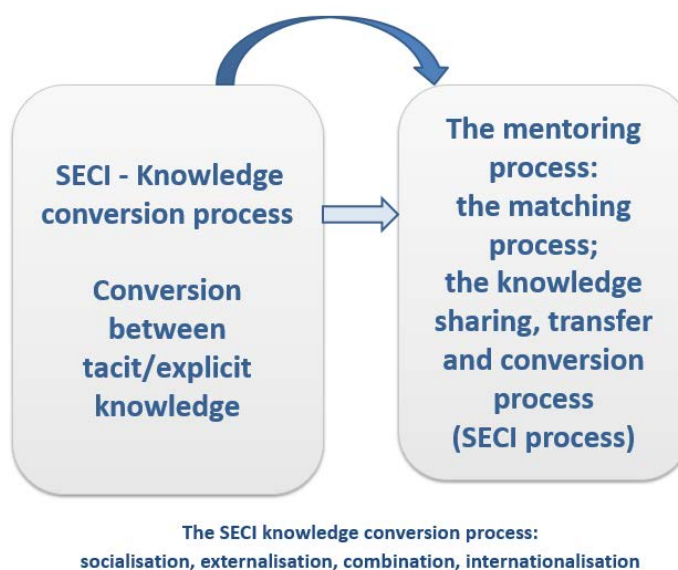 SECI - Knowledge
conversion process
Conversion
between
tacit/explicit
knowledge
The mentoring
process:
the matching
process;
the knowledge
sharing, transfer
and conversion
process
(SECI process)
The SECI knowledge conversion process:
socialisation, externalisation, combination, internationalisation